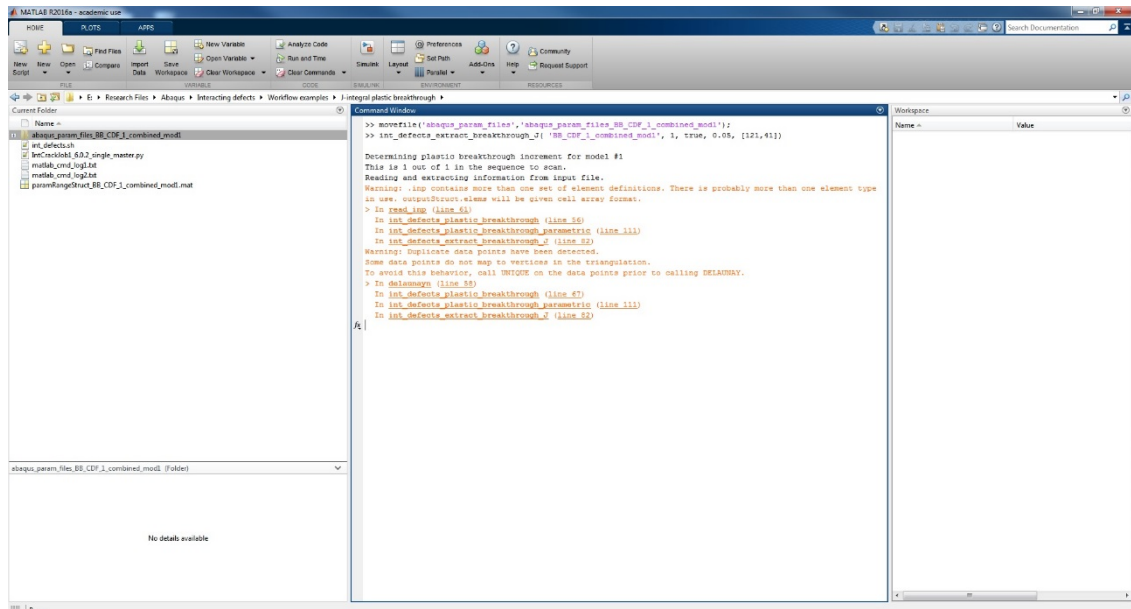 MATLAB R2016a - academic use
HOME PLOTS APPS
Search Documentation
New Script
New
Open
Find Files
Compare
Import Data
Save Workspace
New Variable
Open Variable
Clear Workspace
Analyze Code
Run and Time
Clear Commands
Simulink
Layout
Preferences
Set Path
Parallel
Add-Ons
Help
Community
Request Support
FILE VARIABLE CODE SIMULINK ENVIRONMENT RESOURCES
E: Research Files Abaqus Interacting defects Workflow examples J-integral plastic breakthrough
Current Folder
Name
abaqus_param_files_BB_CDF_1_combined_mod1
int_defects.sh
IntCrackJob1_6.0.2_single_master.py
matlab_cmd_log1.txt
matlab_cmd_log2.txt
paramRangeStruct_BB_CDF_1_combined_mod1.mat
abaqus_param_files_BB_CDF_1_combined_mod1 (Folder)
No details available
Command Window
>> movefile('abaqus_param_files','abaqus_param_files_BB_CDF_1_combined_mod1');
>> int_defects_extract_breakthrough_J( 'BB_CDF_1_combined_mod1', 3, true, 0.05, [121,41])
Determining plastic breakthrough increment for model #1
This is 1 out of 1 in the sequence to scan.
Reading and extracting information from input file.
Warning: .inp contains more than one set of element definitions. There is probably more than one element type
in use. outputStruct.elems will be given cell array format.
> In read_inp (line 61)
In int_defects_plastic_breakthrough (line 56)
In int_defects_plastic_breakthrough_parametric (line 111)
In int_defects_extract_breakthrough_J (line 82)
Warning: Duplicate data points have been detected.
Some data points do not map to vertices in the triangulation.
To avoid this behavior, call UNIQUE on the data points prior to calling DELAUNAY.
> In delaunayn (line 58)
In int_defects_plastic_breakthrough (line 67)
In int_defects_plastic_breakthrough_parametric (line 111)
In int_defects_extract_breakthrough_J (line 82)
fx
Workspace
Name Value